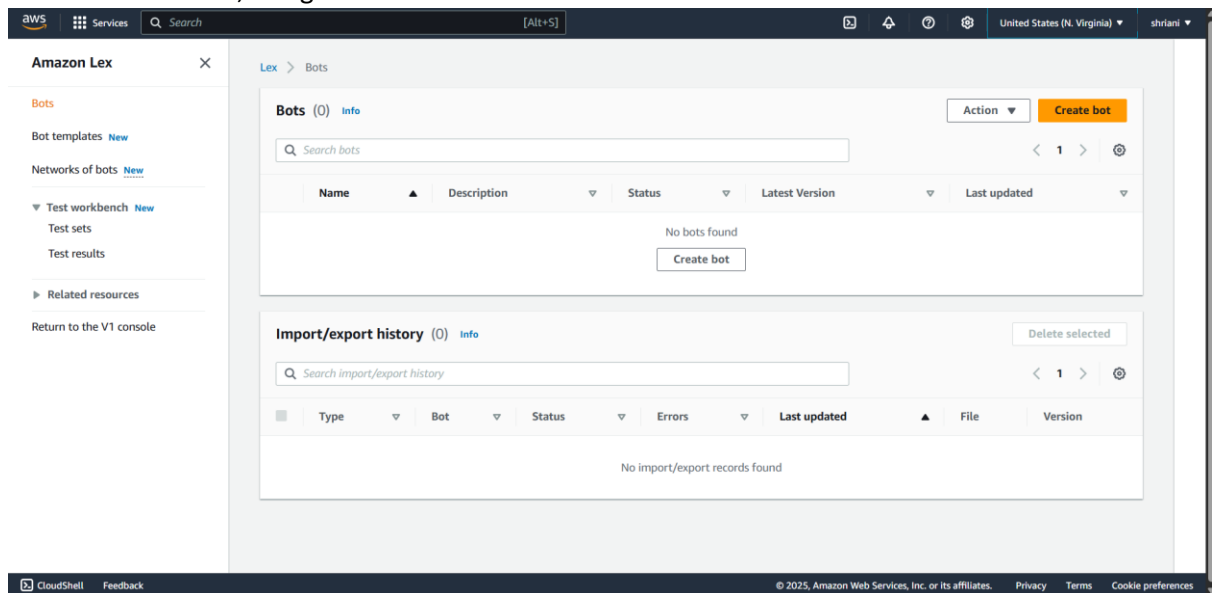 aws Services Search [Alt+S] United States (N. Virginia) shriani
Amazon Lex
Bots
Bot templates New
Networks of bots New
Test workbench New
Test sets
Test results
Related resources
Return to the V1 console
Lex > Bots
Bots (0) Info Action Create bot
Search bots 1
Name Description Status Latest Version Last updated
No bots found
Create bot
Import/export history (0) Info Delete selected
Search import/export history 1
Type Bot Status Errors Last updated File Version
No import/export records found
CloudShell Feedback © 2025, Amazon Web Services, Inc. or its affiliates. Privacy Terms Cookie preferences